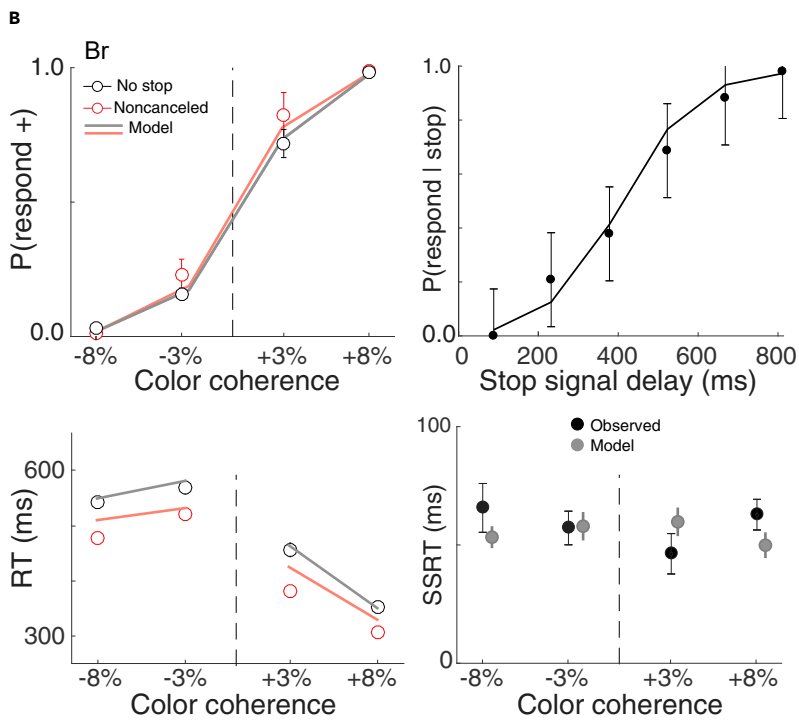 B
Br
1.0
No stop
Noncanceled
Model
P(respond +)
0.0
-8%
-3%
+3%
+8%
Color coherence
1.0
P(respond | stop)
0.0
0
200
400
600
800
Stop signal delay (ms)
600
RT (ms)
300
-8%
-3%
+3%
+8%
Color coherence
100
Observed
Model
SSRT (ms)
0
-8%
-3%
+3%
+8%
Color coherence